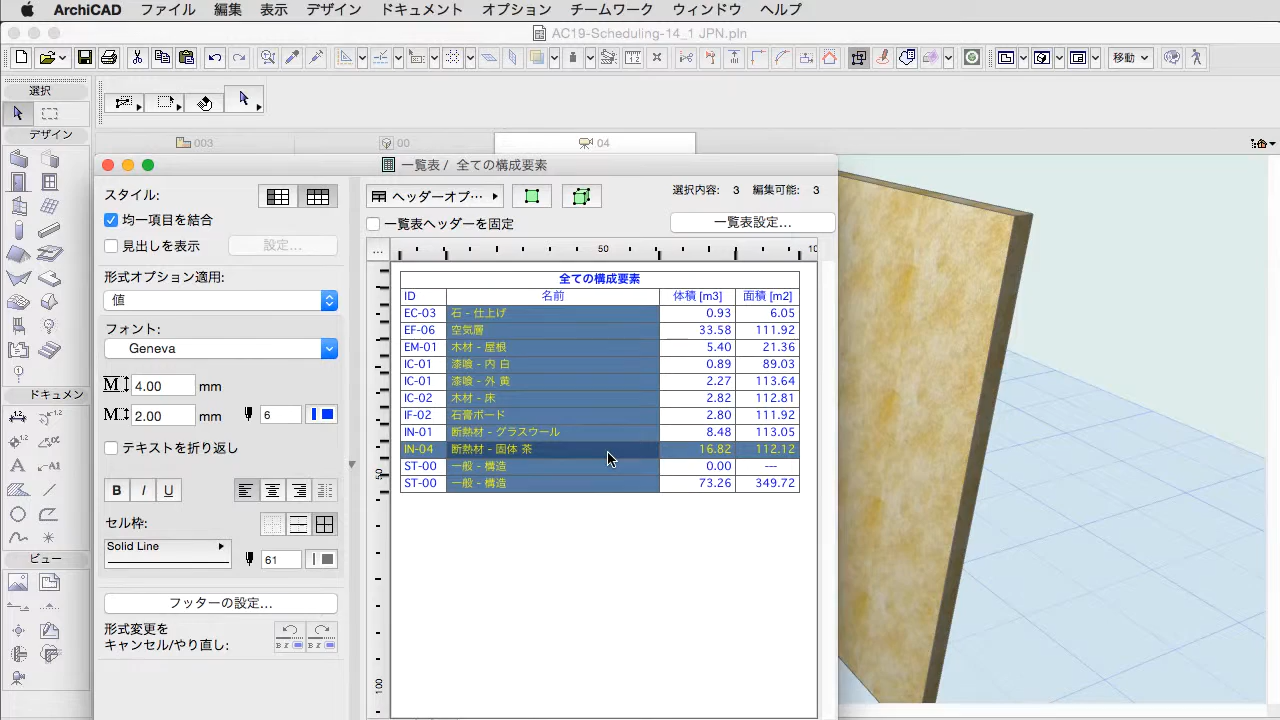 ArchiCAD ファイル 編集 表示 デザイン ドキュメント オプション チームワーク ウィンドウ ヘルプ
AC19-Scheduling-14_1 JPN.pln
移動
選択
デザイン
ドキュメン
ビュー
003
00
04
一覧表 / 全ての構成要素
スタイル:
均一項目を結合
見出しを表示
設定...
形式オプション適用:
値
フォント:
Geneva
4.00 mm
2.00 mm
6
テキストを折り返し
B I U
セル枠:
Solid Line
61
フッターの設定...
形式変更を
キャンセル/やり直し:
ヘッダーオプ…
選択内容: 3 編集可能: 3
一覧表ヘッダーを固定
一覧表設定...
...
50
10
50
100
全ての構成要素
ID 名前 体積 [m3] 面積 [m2]
EC-03 石 - 仕上げ 0.93 6.05
EF-06 空気層 33.58 111.92
EM-01 木材 - 屋根 5.40 21.36
IC-01 漆喰 - 内 白 0.89 89.03
IC-01 漆喰 - 外 黄 2.27 113.64
IC-02 木材 - 床 2.82 112.81
IF-02 石膏ボード 2.80 111.92
IN-01 断熱材 - グラスウール 8.48 113.05
IN-04 断熱材 - 固体 茶 16.82 112.12
ST-00 一般 - 構造 0.00 ---
ST-00 一般 - 構造 73.26 349.72